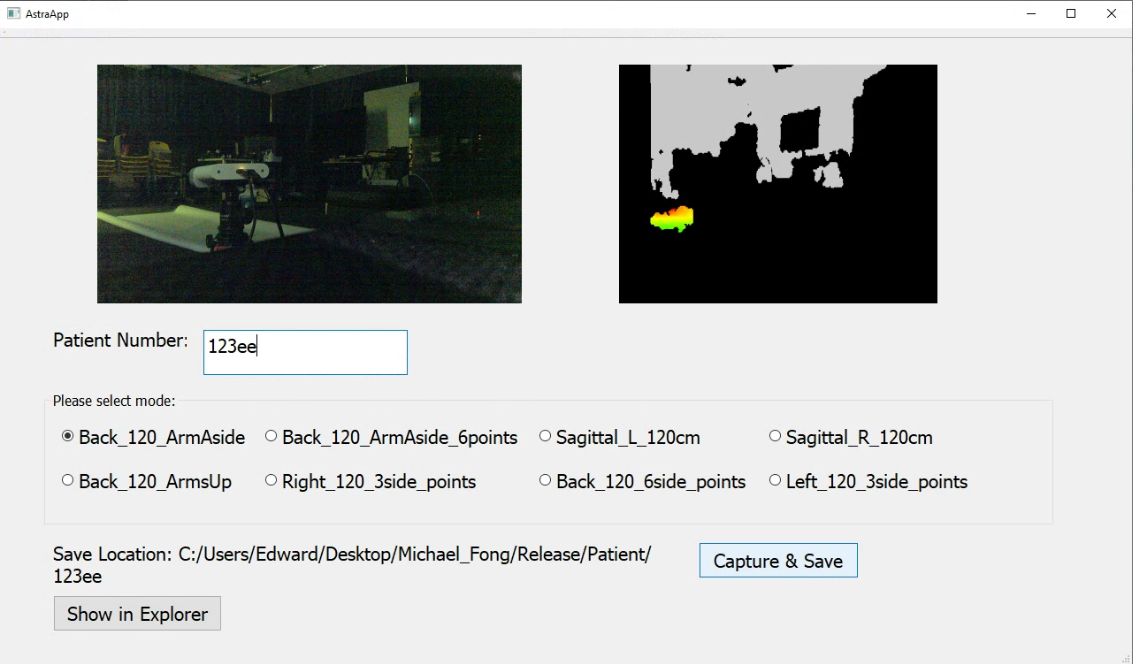 AstraApp
Patient Number:
123ee
Please select mode:
Back_120_ArmAside
Back_120_ArmAside_6points
Sagittal_L_120cm
Sagittal_R_120cm
Back_120_ArmsUp
Right_120_3side_points
Back_120_6side_points
Left_120_3side_points
Save Location: C:/Users/Edward/Desktop/Michael_Fong/Release/Patient/
123ee
Capture & Save
Show in Explorer